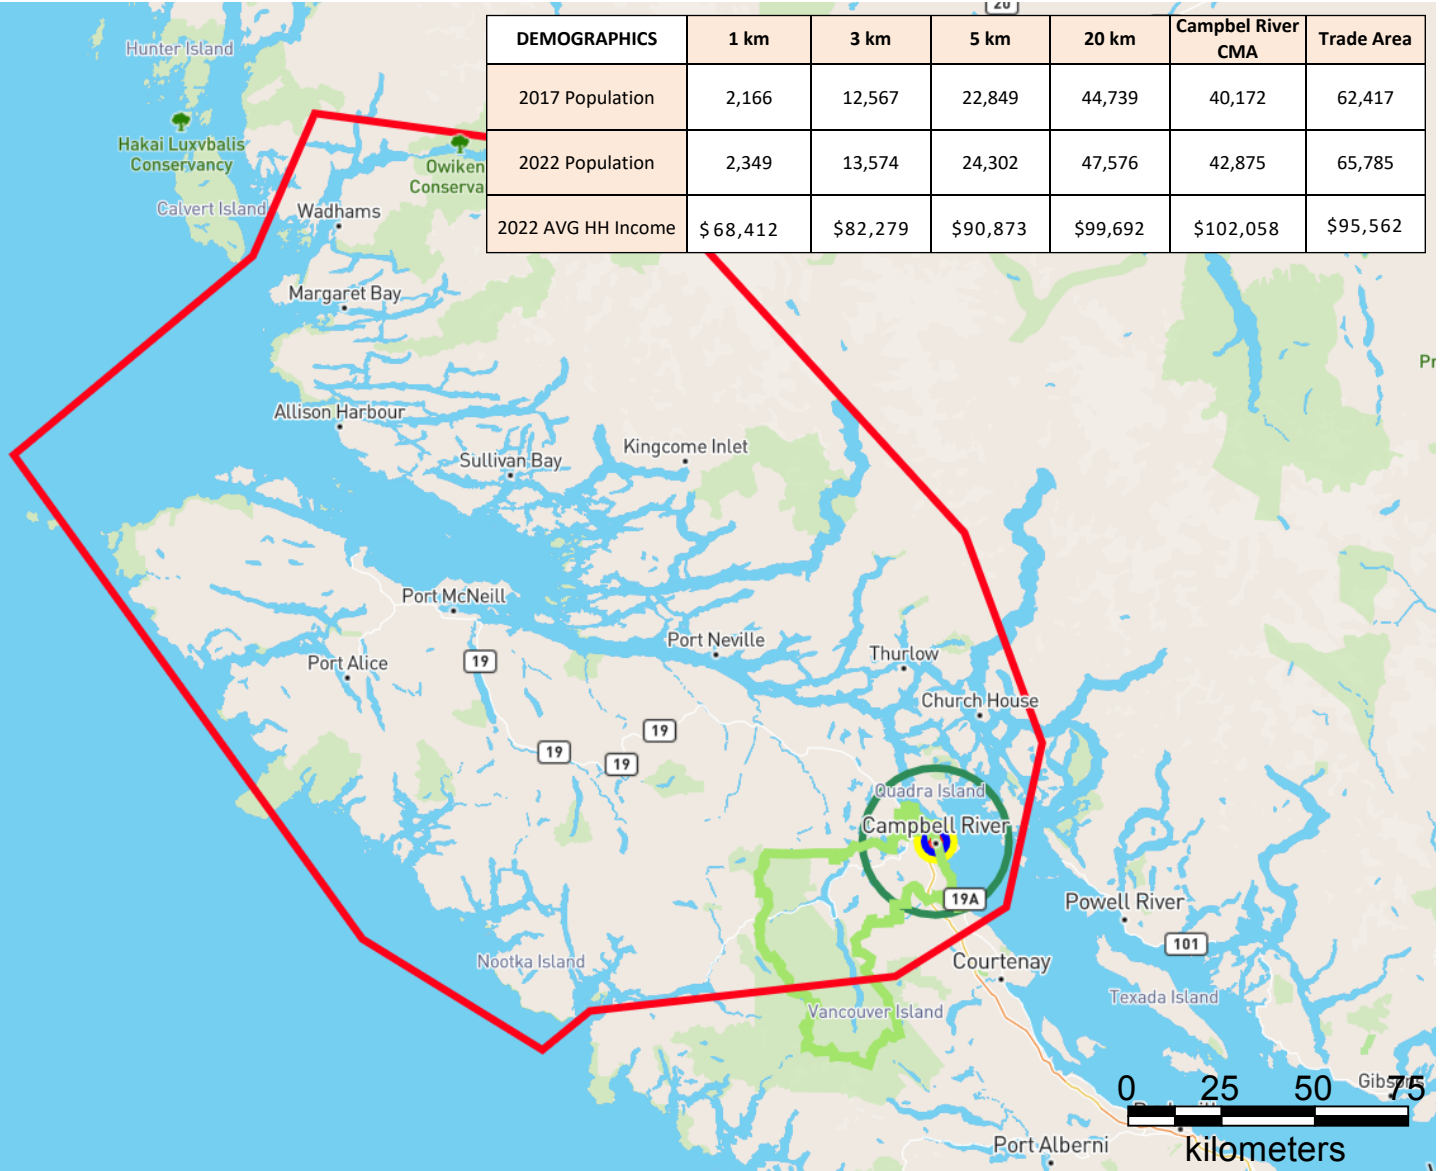 20
DEMOGRAPHICS 1 km 3 km 5 km 20 km Campbel River CMA Trade Area
2017 Population 2,166 12,567 22,849 44,739 40,172 62,417
2022 Population 2,349 13,574 24,302 47,576 42,875 65,785
2022 AVG HH Income $68,412 $82,279 $90,873 $99,692 $102,058 $95,562
Hunter Island
Hakai Luxvbalis
Conservancy
Owiken
Conserva
Calvert Island
Wadhams
Margaret Bay
Pr
Allison Harbour
Kingcome Inlet
Sullivan Bay
Port McNeill
Port Neville
Thurlow
Port Alice
19
Church House
19
19
19
Quadra Island
Campbell River
19A
Powell River
101
Nootka Island
Courtenay
Texada Island
Vancouver Island
0 25 50 75
Gibsons
kilometers
Port Alberni